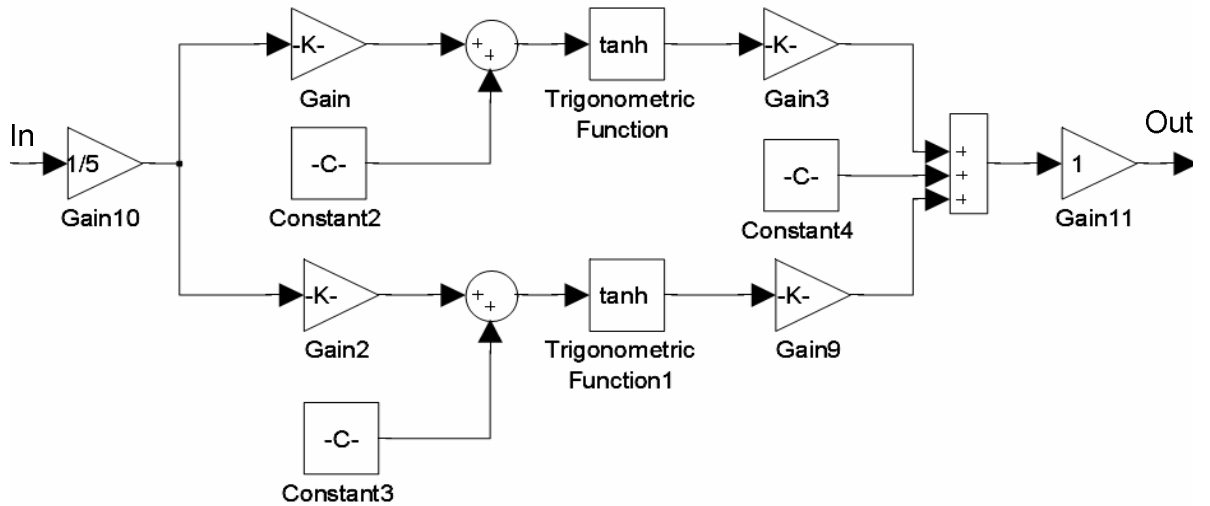 -K-
+
+
tanh
-K-
Gain
Trigonometric
Function
Gain3
In
Out
1/5
-C-
+
-C-
+
1
+
Gain10
Constant2
Constant4
Gain11
-K-
+
+
tanh
-K-
Gain2
Trigonometric
Function1
Gain9
-C-
Constant3